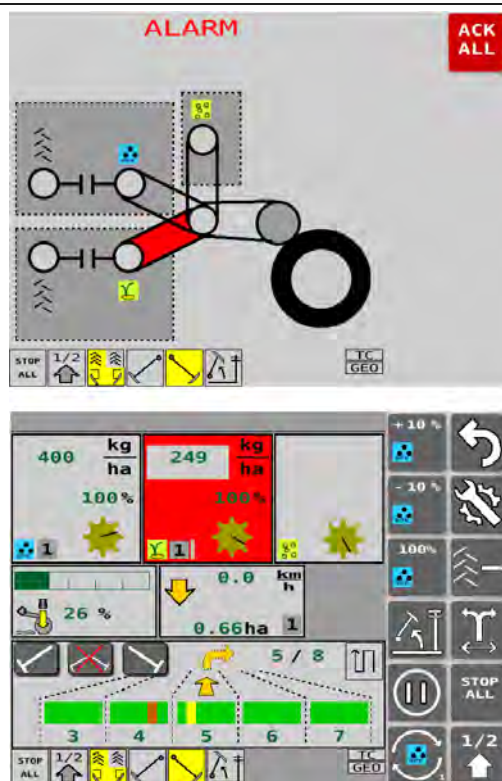 ALARM
ACK
ALL
STOP
ALL
1/2
TC
GEO
+10 %
-10 %
100%
400 kg
ha
100%
1
249 kg
ha
100%
1
26 %
0.0 km
h
0.66ha 1
5 / 8
3 4 5 6 7
STOP
ALL
1/2
STOP
ALL
1/2
TC
GEO